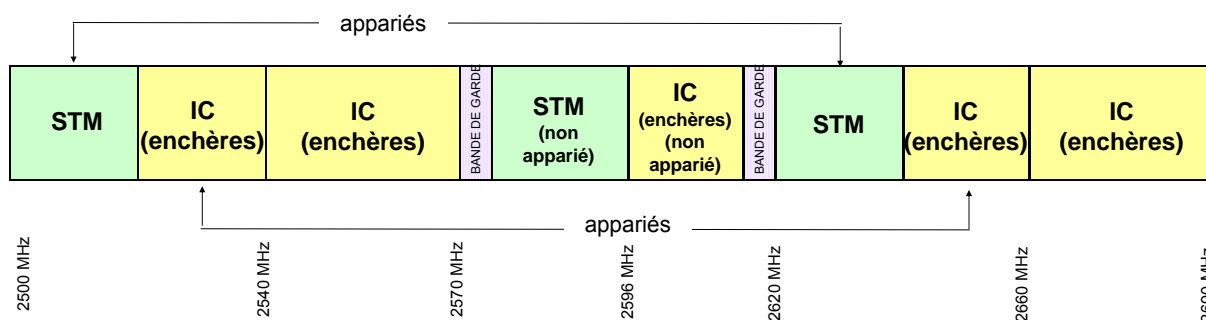 appariés
STM
IC
(enchères)
IC
(enchères)
BANDE DE GARDE
STM
(non
apparié)
IC
(enchères)
(non
apparié)
BANDE DE GARDE
STM
IC
(enchères)
IC
(enchères)
appariés
2500 MHz
2540 MHz
2570 MHz
2596 MHz
2620 MHz
2660 MHz